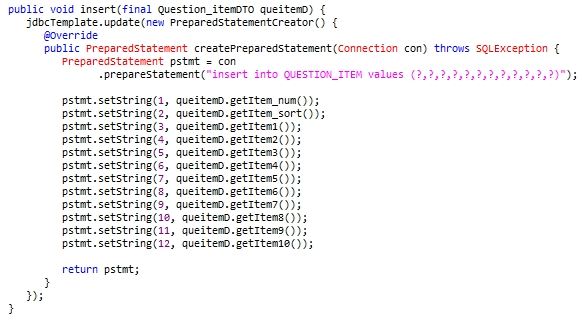 public void insert(final Question_itemDTO queitemD) {
jdbcTemplate.update(new PreparedStatementCreator() {
@Override
public PreparedStatement createPreparedStatement(Connection con) throws SQLException {
PreparedStatement pstmt = con
.prepareStatement("insert into QUESTION_ITEM values (?,?,?,?,?,?,?,?,?,?,?,?)");
pstmt.setString(1, queitemD.getItem_num());
pstmt.setString(2, queitemD.getItem_sort());
pstmt.setString(3, queitemD.getItem1());
pstmt.setString(4, queitemD.getItem2());
pstmt.setString(5, queitemD.getItem3());
pstmt.setString(6, queitemD.getItem4());
pstmt.setString(7, queitemD.getItem5());
pstmt.setString(8, queitemD.getItem6());
pstmt.setString(9, queitemD.getItem7());
pstmt.setString(10, queitemD.getItem8());
pstmt.setString(11, queitemD.getItem9());
pstmt.setString(12, queitemD.getItem10());
return pstmt;
}
});
}